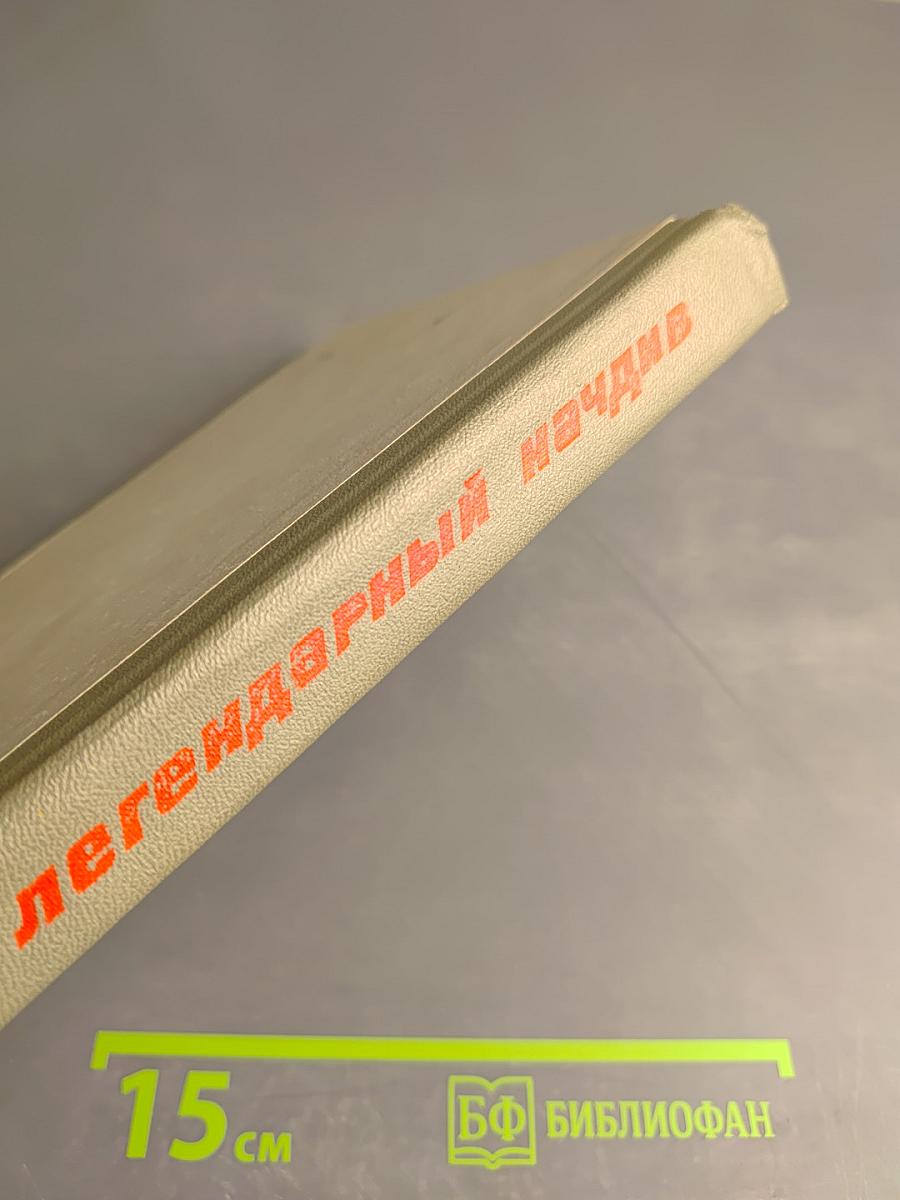 легендарный начдив
15 см
БФ БИБЛИОФАН